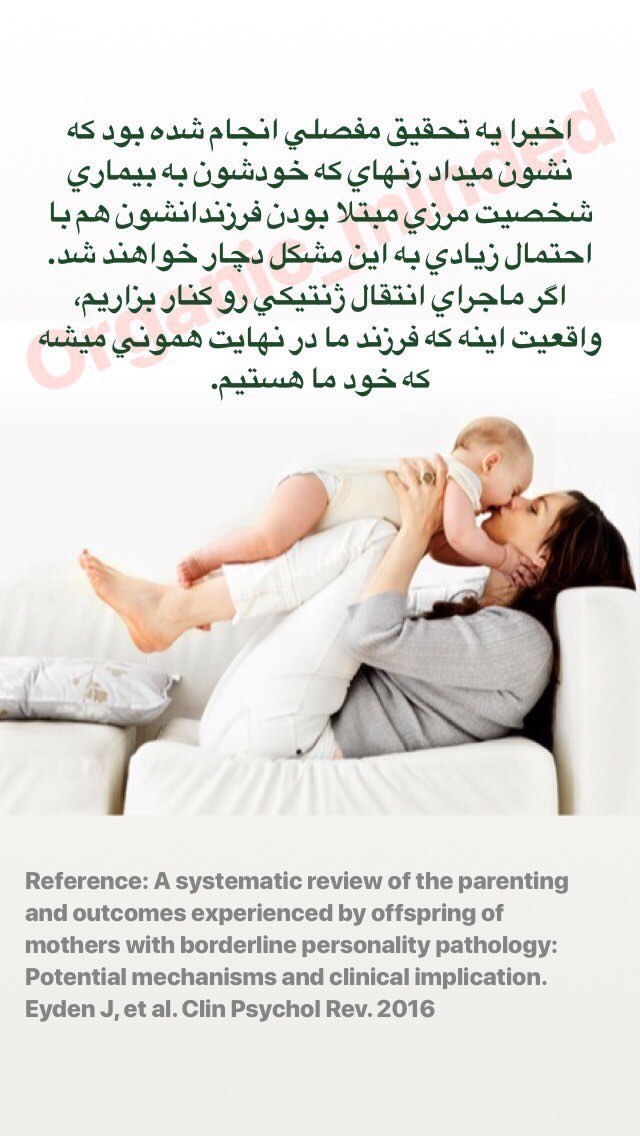 اخيرا يه تحقيق مفصلي انجام شده بود كه
نشون ميداد زنهاي كه خودشون به بيماري
شخصيت مرزي مبتلا بودن فرزندانشون هم با
احتمال زيادي به اين مشكل دچار خواهند شد.
اگر ماجراي انتقال ژنتيكي رو كنار بزاريم،
واقعيت اينه كه فرزند ما در نهايت هموني ميشه
كه خود ما هستيم.
Organic_minded
Reference: A systematic review of the parenting
and outcomes experienced by offspring of
mothers with borderline personality pathology:
Potential mechanisms and clinical implication.
Eyden J, et al. Clin Psychol Rev. 2016